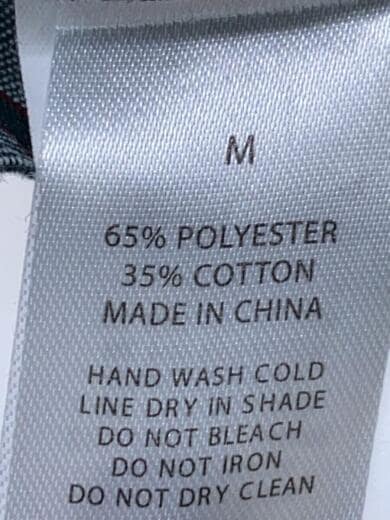 M
65% POLYESTER
35% COTTON
MADE IN CHINA
HAND WASH COLD
LINE DRY IN SHADE
DO NOT BLEACH
DO NOT IRON
DO NOT DRY CLEAN